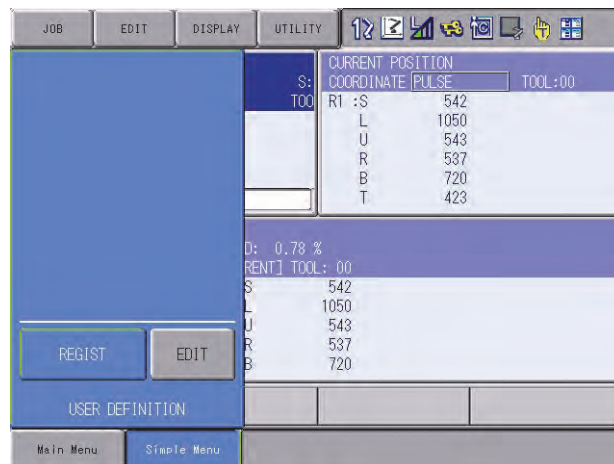 JOB EDIT DISPLAY UTILITY
CURRENT POSITION
S: COORDINATE PULSE TOOL:00
TOO R1 :S 542
L 1050
U 543
R 537
B 720
T 423
D: 0.78 %
RENT] TOOL: 00
S 542
L 1050
U 543
R 537
B 720
REGIST EDIT
USER DEFINITION
Main Menu Simple Menu